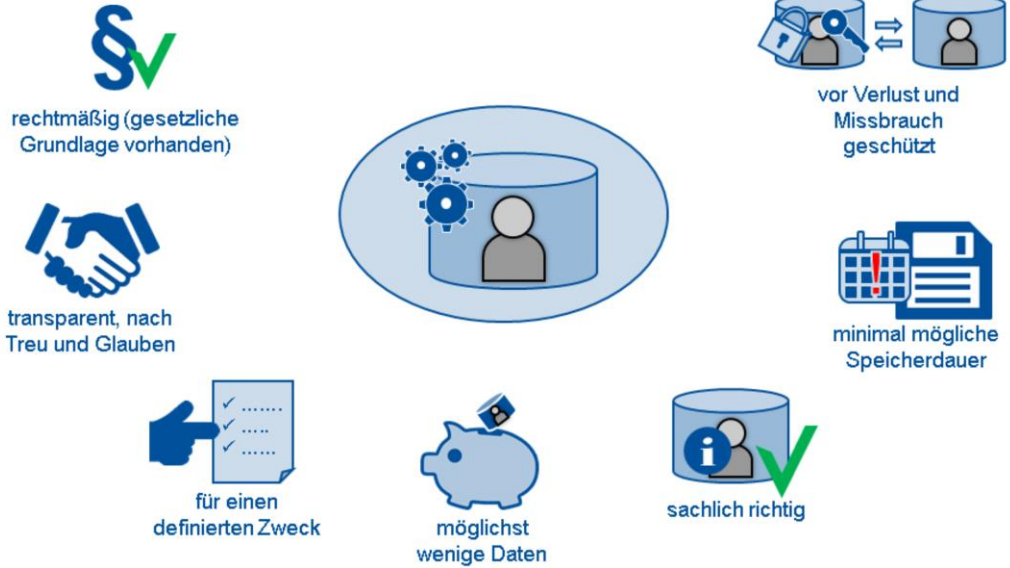 rechtmäßig (gesetzliche
Grundlage vorhanden)
vor Verlust und
Missbrauch
geschützt
transparent, nach
Treu und Glauben
minimal mögliche
Speicherdauer
für einen
definierten Zweck
möglichst
wenige Daten
sachlich richtig